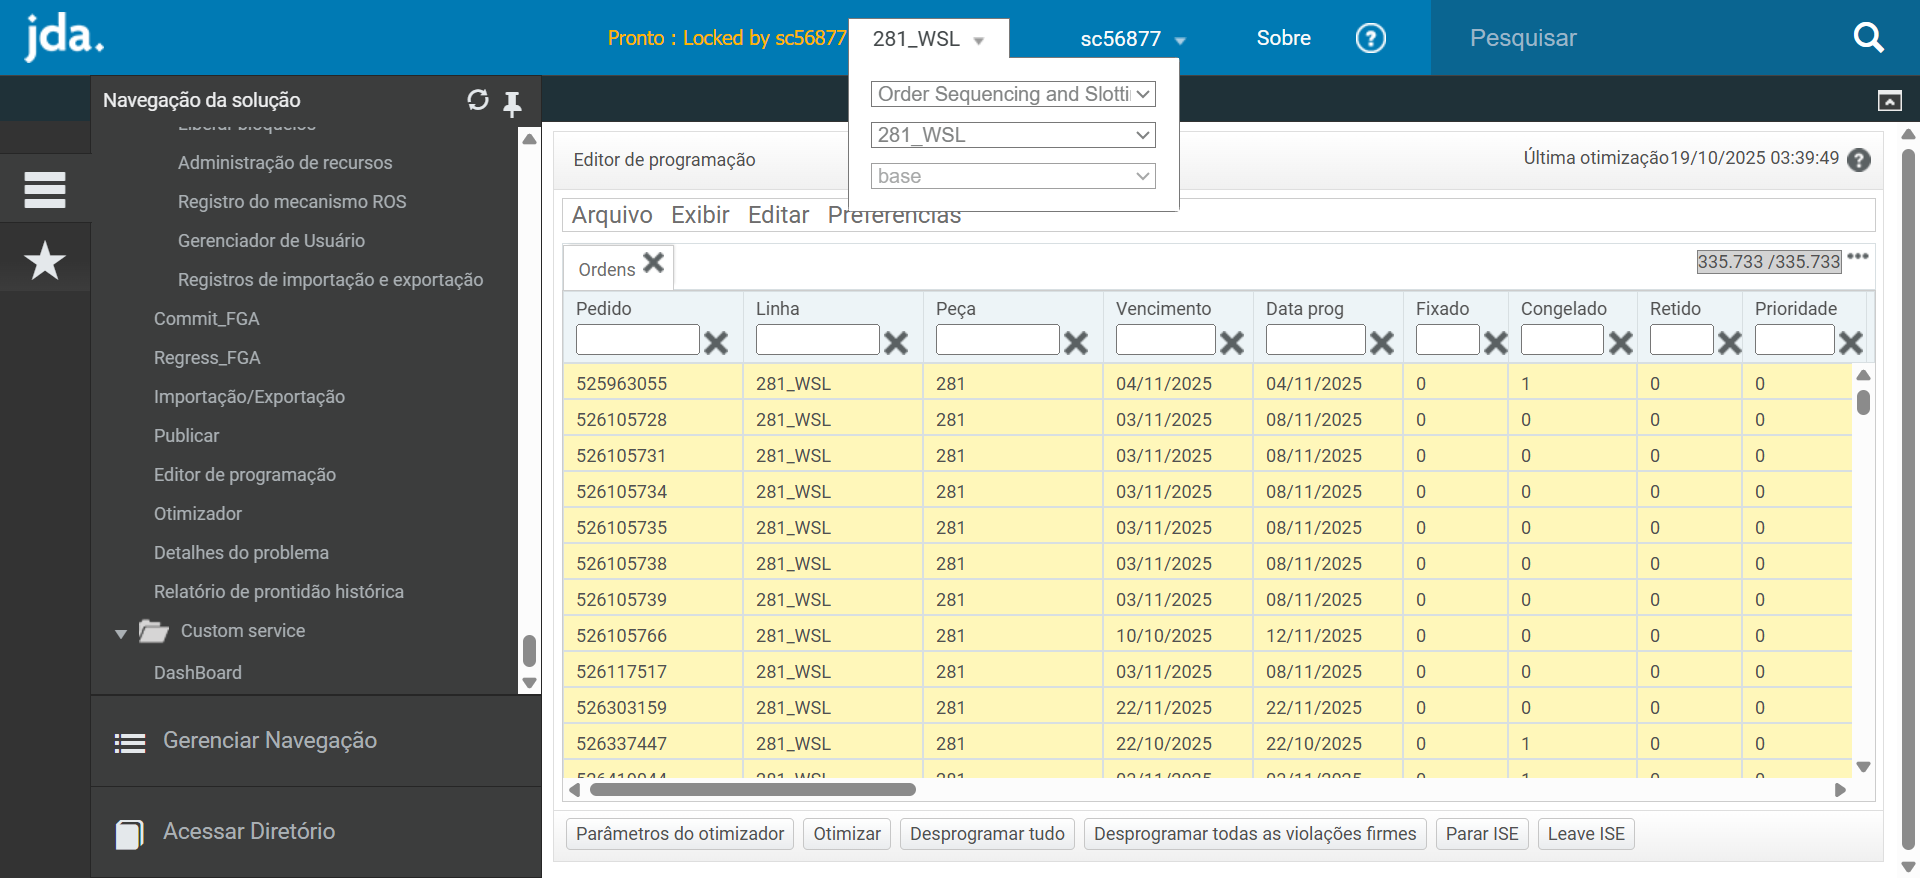 jda.
Pronto : Locked by sc56877
281_WSL
sc56877
Sobre
?
Pesquisar
Order Sequencing and Slotti
281_WSL
base
Navegação da solução
Liberar bloqueios
Administração de recursos
Registro do mecanismo ROS
Gerenciador de Usuário
Registros de importação e exportação
Commit_FGA
Regress_FGA
Importação/Exportação
Publicar
Editor de programação
Otimizador
Detalhes do problema
Relatório de prontidão histórica
Custom service
DashBoard
Gerenciar Navegação
Acessar Diretório
Editor de programação
Última otimização19/10/2025 03:39:49 ?
Arquivo Exibir Editar Preferências
Ordens
335.733 /335.733
Pedido Linha Peça Vencimento Data prog Fixado Congelado Retido Prioridade
525963055 281_WSL 281 04/11/2025 04/11/2025 0 1 0 0
526105728 281_WSL 281 03/11/2025 08/11/2025 0 0 0 0
526105731 281_WSL 281 03/11/2025 08/11/2025 0 0 0 0
526105734 281_WSL 281 03/11/2025 08/11/2025 0 0 0 0
526105735 281_WSL 281 03/11/2025 08/11/2025 0 0 0 0
526105738 281_WSL 281 03/11/2025 08/11/2025 0 0 0 0
526105739 281_WSL 281 03/11/2025 08/11/2025 0 0 0 0
526105766 281_WSL 281 10/10/2025 12/11/2025 0 0 0 0
526117517 281_WSL 281 03/11/2025 08/11/2025 0 0 0 0
526303159 281_WSL 281 22/11/2025 22/11/2025 0 0 0 0
526337447 281_WSL 281 22/10/2025 22/10/2025 0 1 0 0
281_WSL 281 0 1 0 0
Parâmetros do otimizador Otimizar Desprogramar tudo Desprogramar todas as violações firmes Parar ISE Leave ISE